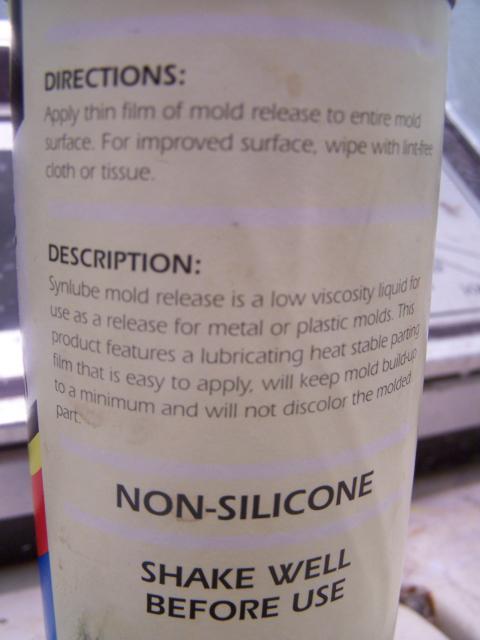 DIRECTIONS:
Apply thin film of mold release to entire mold
surface. For improved surface, wipe with lint-free
cloth or tissue.
DESCRIPTION:
Synlube mold release is a low viscosity liquid for
use as a release for metal or plastic molds. This
product features a lubricating heat stable parting
film that is easy to apply, will keep mold build-up
to a minimum and will not discolor the molded
part.
NON-SILICONE
SHAKE WELL
BEFORE USE